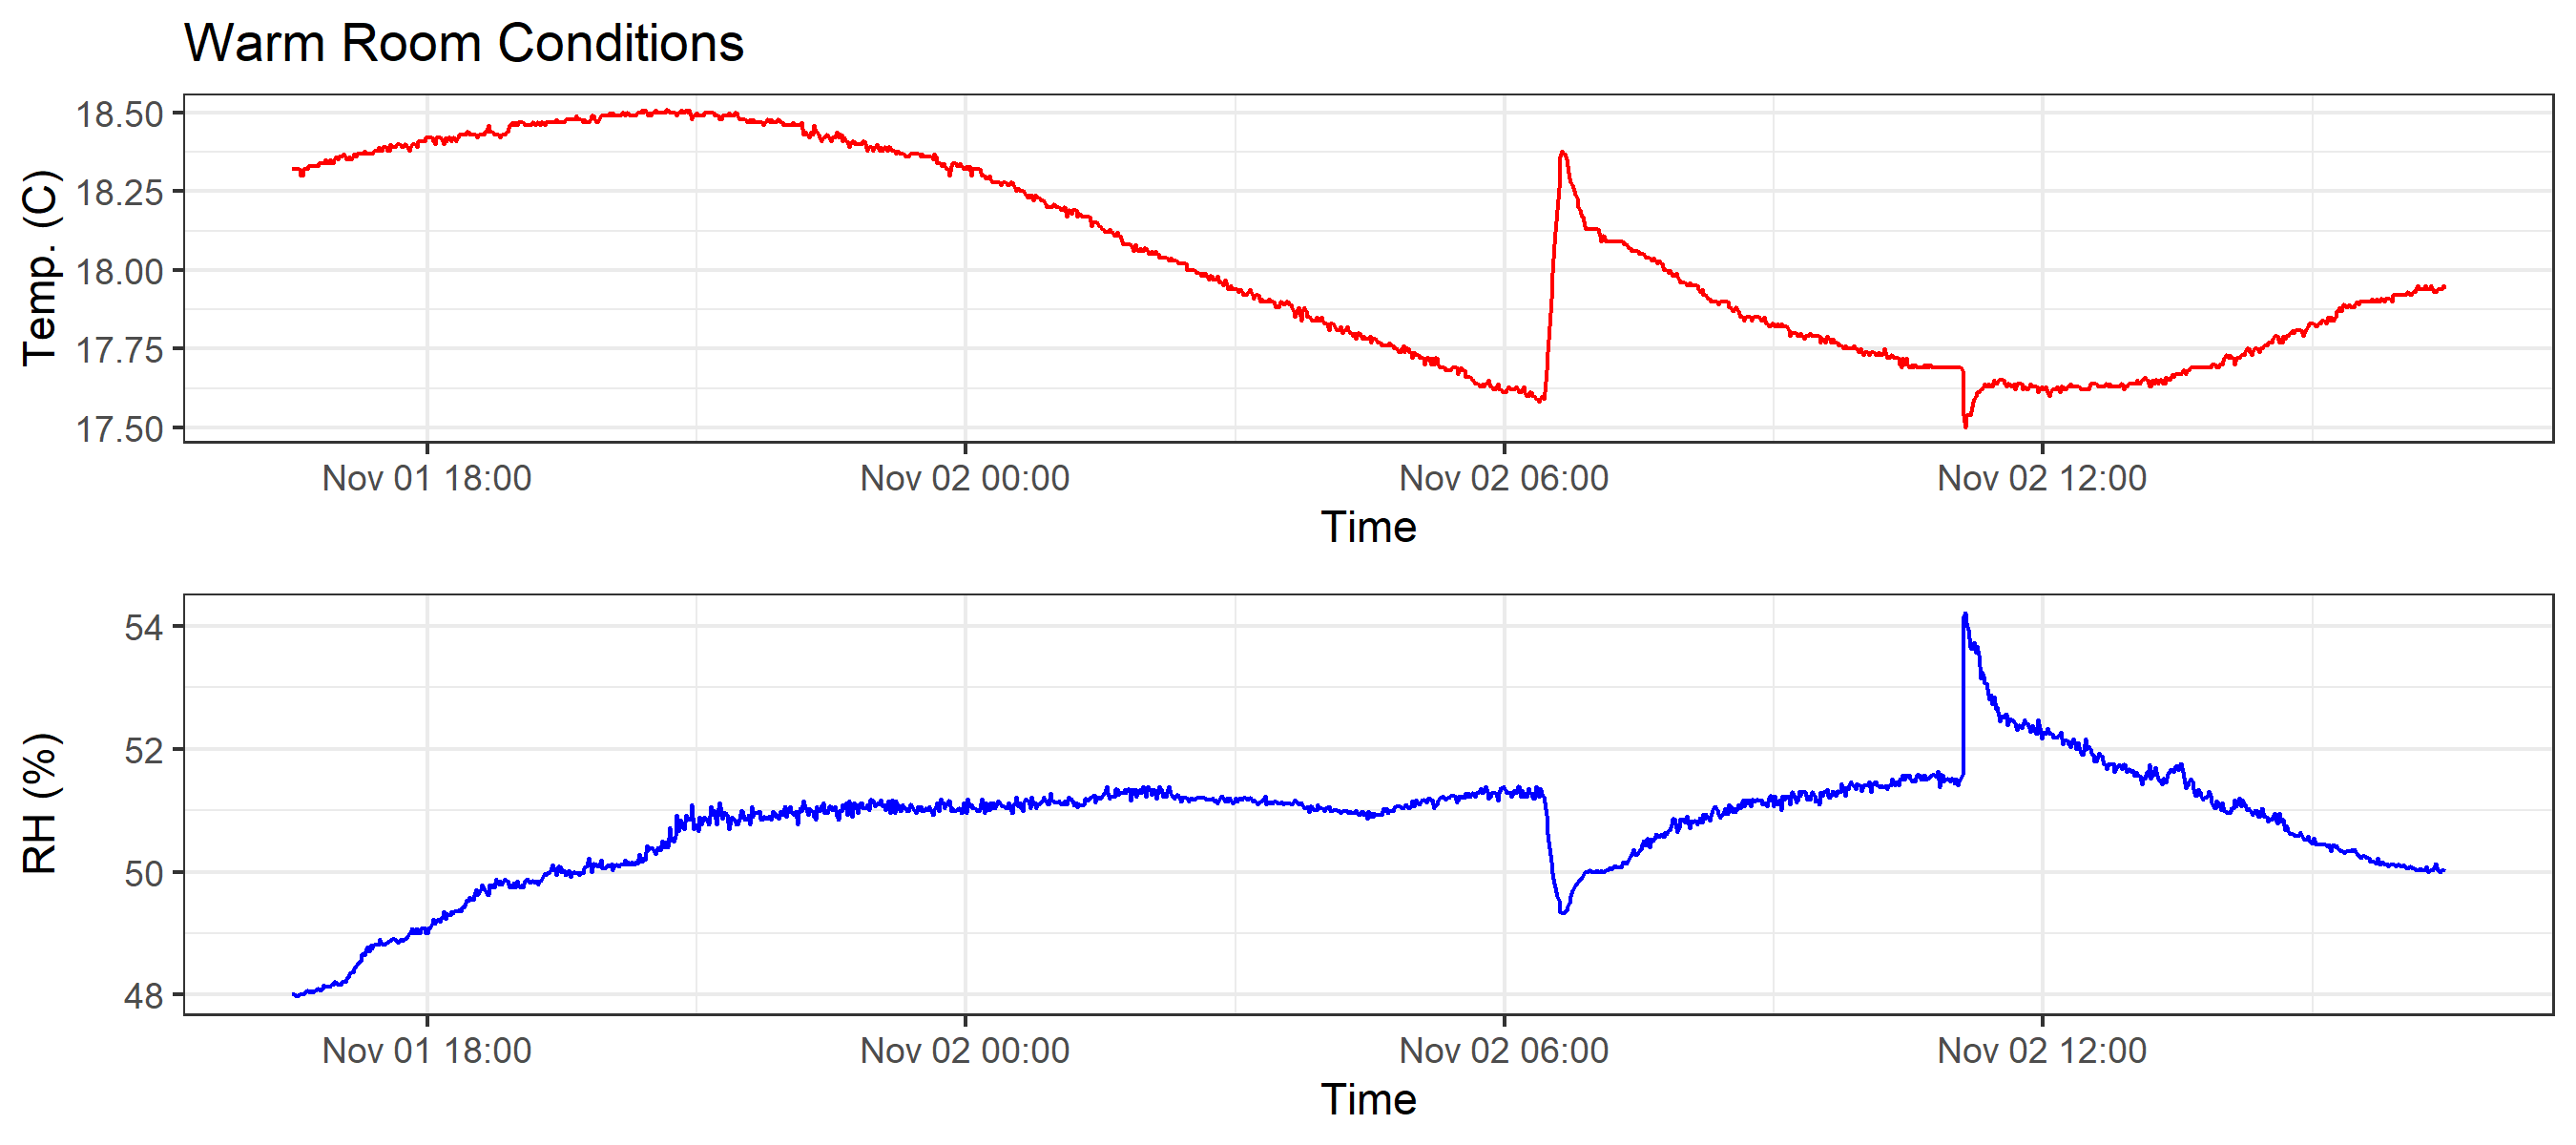 Warm Room Conditions
18.50
18.25
18.00
17.75
17.50
Temp. (C)
Nov 01 18:00 Nov 02 00:00 Nov 02 06:00 Nov 02 12:00
Time
54
52
50
48
RH (%)
Nov 01 18:00 Nov 02 00:00 Nov 02 06:00 Nov 02 12:00
Time